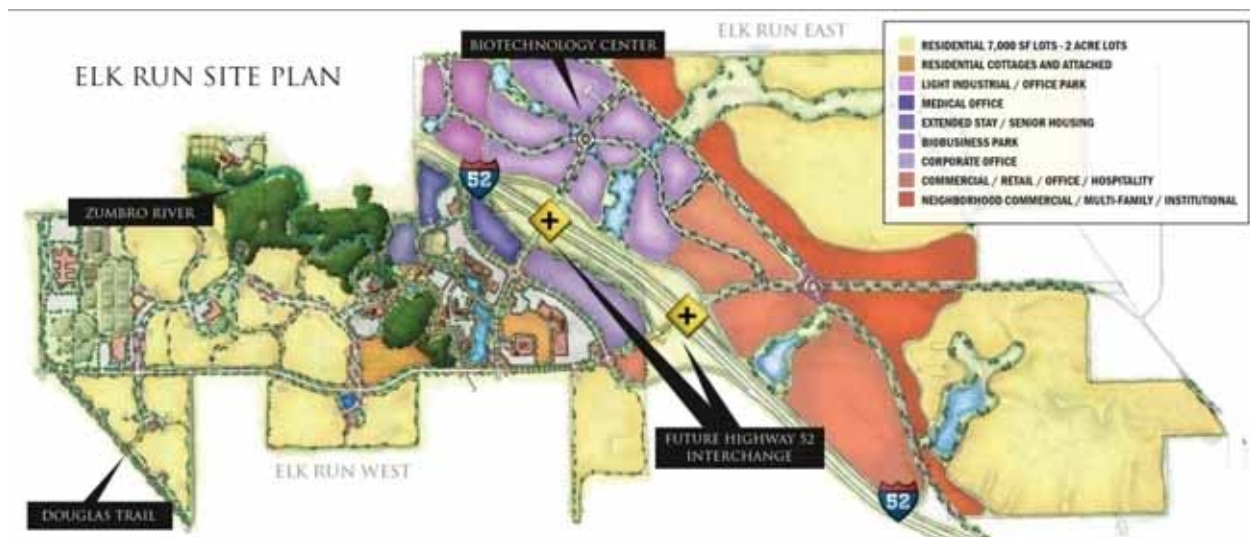 ELK RUN EAST
BIOTECHNOLOGY CENTER
ELK RUN SITE PLAN
RESIDENTIAL 7,000 SF LOTS - 2 ACRE LOTS
RESIDENTIAL COTTAGES AND ATTACHED
LIGHT INDUSTRIAL / OFFICE PARK
MEDICAL OFFICE
EXTENDED STAY / SENIOR HOUSING
BIOBUSINESS PARK
CORPORATE OFFICE
COMMERCIAL / RETAIL / OFFICE / HOSPITALITY
NEIGHBORHOOD COMMERCIAL / MULTI-FAMILY / INSTITUTIONAL
52
ZUMBRO RIVER
FUTURE HIGHWAY 52
INTERCHANGE
ELK RUN WEST
52
DOUGLAS TRAIL